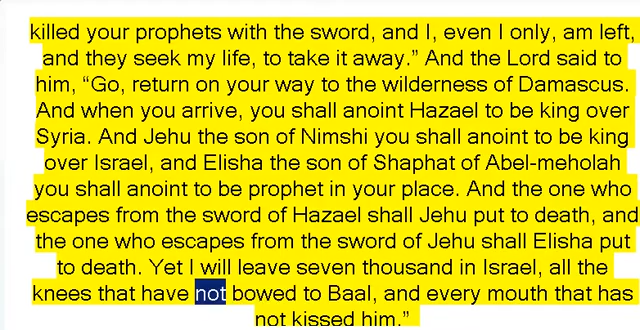 killed your prophets with the sword, and I, even I only, am left,
and they seek my life, to take it away.” And the Lord said to
him, “Go, return on your way to the wilderness of Damascus.
And when you arrive, you shall anoint Hazael to be king over
Syria. And Jehu the son of Nimshi you shall anoint to be king
over Israel, and Elisha the son of Shaphat of Abel-meholah
you shall anoint to be prophet in your place. And the one who
escapes from the sword of Hazael shall Jehu put to death, and
the one who escapes from the sword of Jehu shall Elisha put
to death. Yet I will leave seven thousand in Israel, all the
knees that have not bowed to Baal, and every mouth that has
not kissed him.”